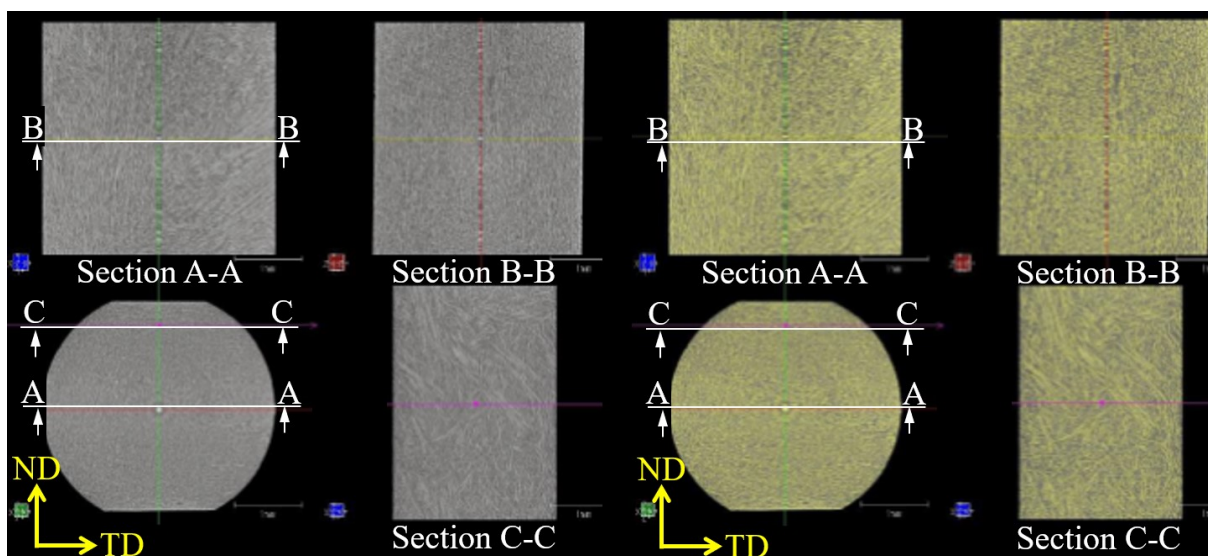 B B B B
Section A-A Section B-B Section A-A Section B-B
C C C C
A A A A
ND ND
TD Section C-C TD Section C-C